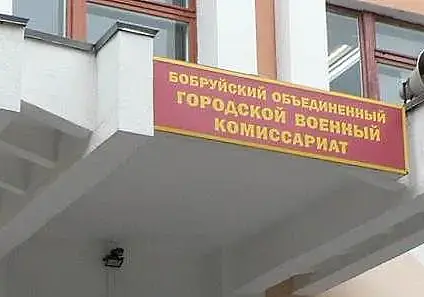 БОБРУЙСКИЙ ОБЪЕДИНЕННЫЙ
ГОРОДСКОЙ ВОЕННЫЙ
КОМИССАРИАТ